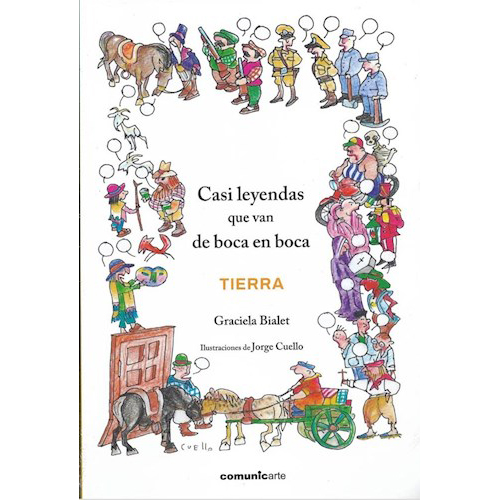 Casi leyendas
que van
de boca en boca
TIERRA
Graciela Bialet
Ilustraciones de Jorge Cuello
CUELLO
comunicarte